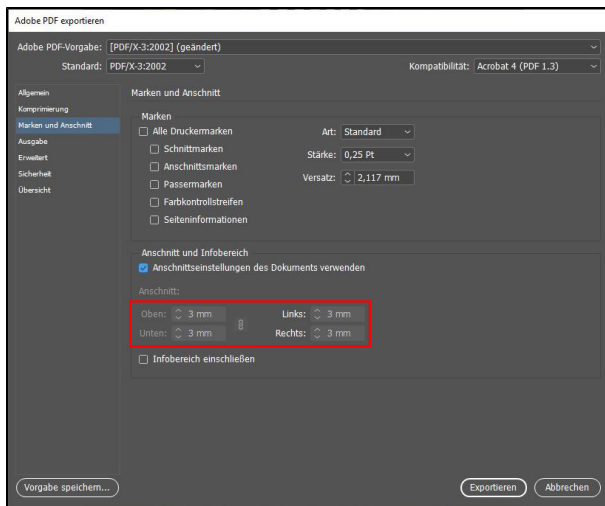 Adobe PDF exportieren
Adobe PDF-Vorgabe: [PDF/X-3:2002] (geändert)
Standard: PDF/X-3:2002 Kompatibilität: Acrobat 4 (PDF 1.3)
Allgemein
Komprimierung
Marken und Anschnitt
Ausgabe
Erweitert
Sicherheit
Übersicht
Marken und Anschnitt
Marken
Alle Druckermarken Art: Standard
Schnittmarken Stärke: 0,25 Pt
Anschnittsmarken Versatz: 2,117 mm
Passermarken
Farbkontrollstreifen
Seiteninformationen
Anschnitt und Infobereich
Anschnittseinstellungen des Dokuments verwenden
Anschnitt:
Oben: 3 mm Links: 3 mm
Unten: 3 mm Rechts: 3 mm
Infobereich einschließen
Vorgabe speichern... Exportieren Abbrechen